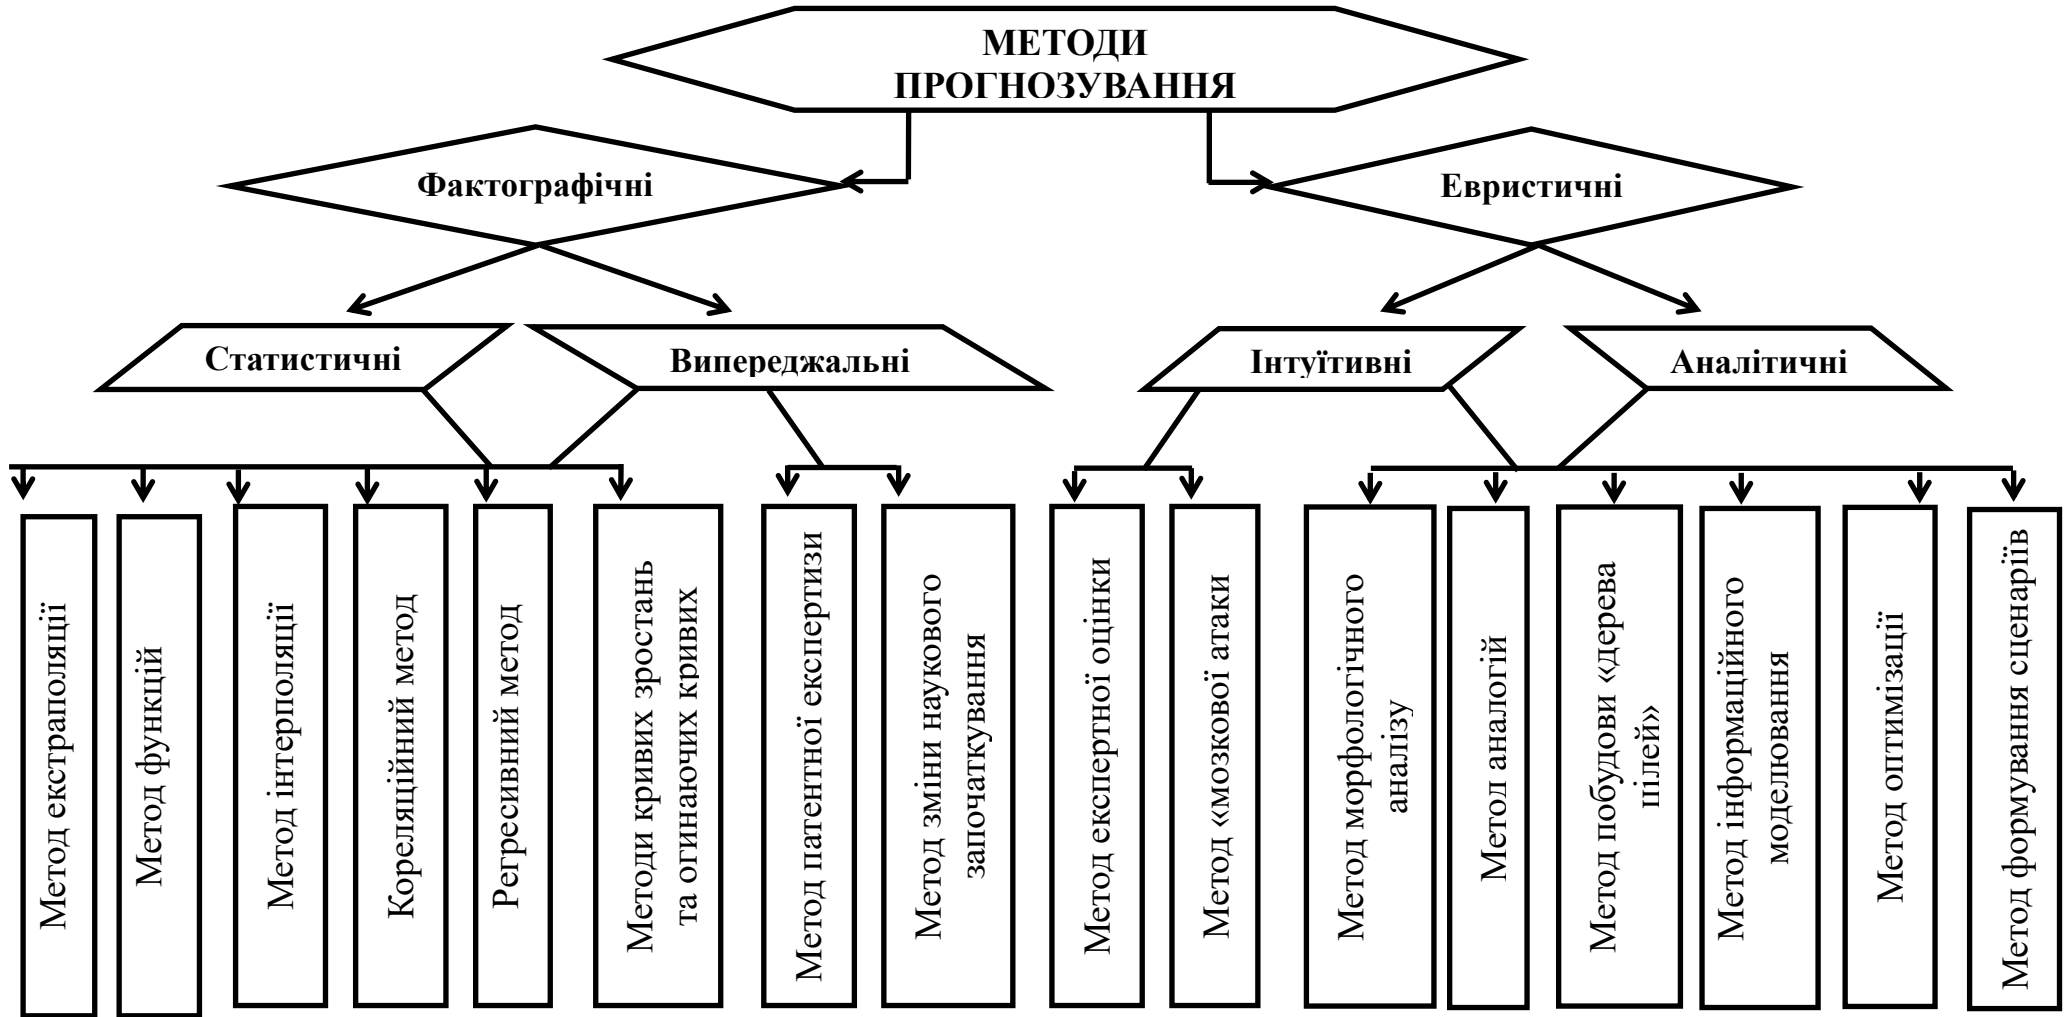 МЕТОДИ
ПРОГНОЗУВАННЯ
Фактографічні
Евристичні
Статистичні
Випереджальні
Інтуїтивні
Аналітичні
Метод екстраполяції
Метод функцій
Метод інтерполяції
Кореляційний метод
Регресивний метод
Методи кривих зростань
та огинаючих кривих
Метод патентної експертизи
Метод зміни наукового
започаткування
Метод експертної оцінки
Метод «мозкової атаки
Метод морфологічного
аналізу
Метод аналогій
Метод побудови «дерева
цілей»
Метод інформаційного
моделювання
Метод оптимізації
Метод формування сценаріїв